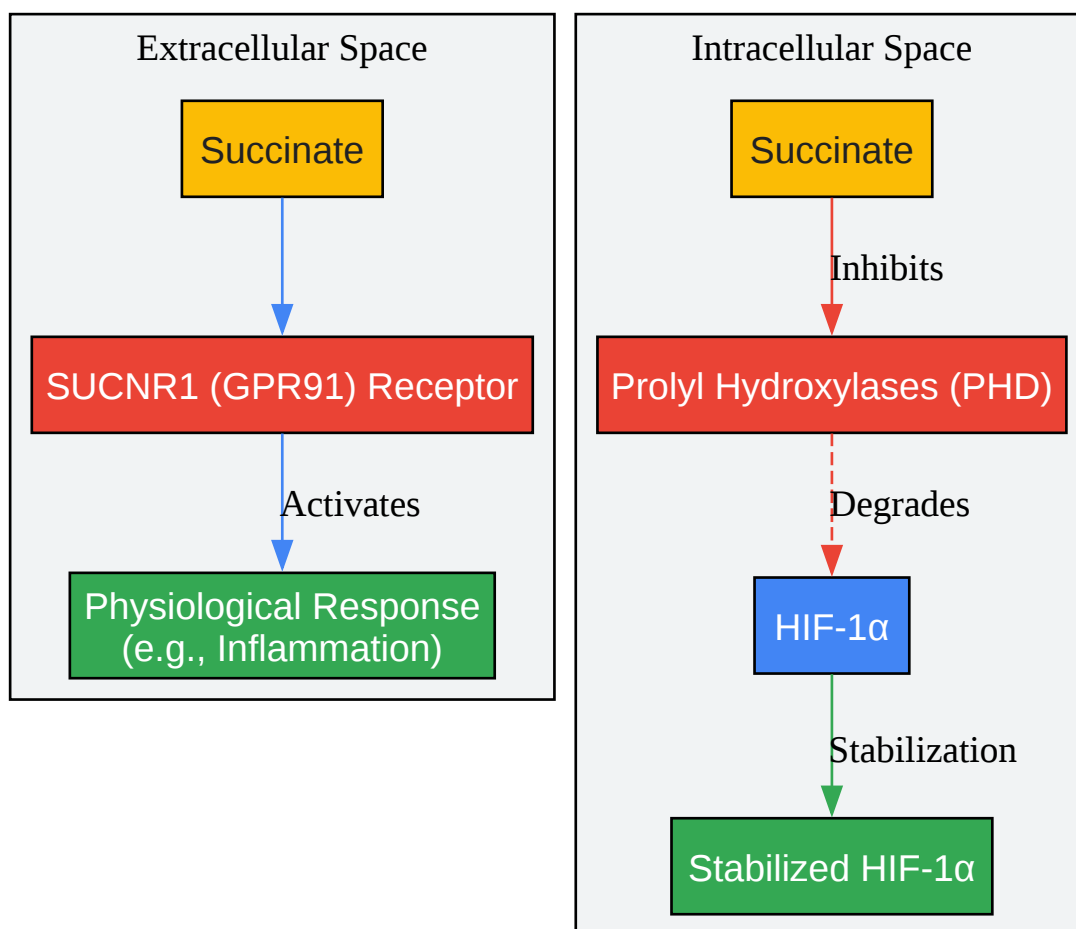 Extracellular Space
Succinate
SUCNR1 (GPR91) Receptor
Activates
Physiological Response
(e.g., Inflammation)
Intracellular Space
Succinate
Inhibits
Prolyl Hydroxylases (PHD)
Degrades
HIF-1α
Stabilization
Stabilized HIF-1α